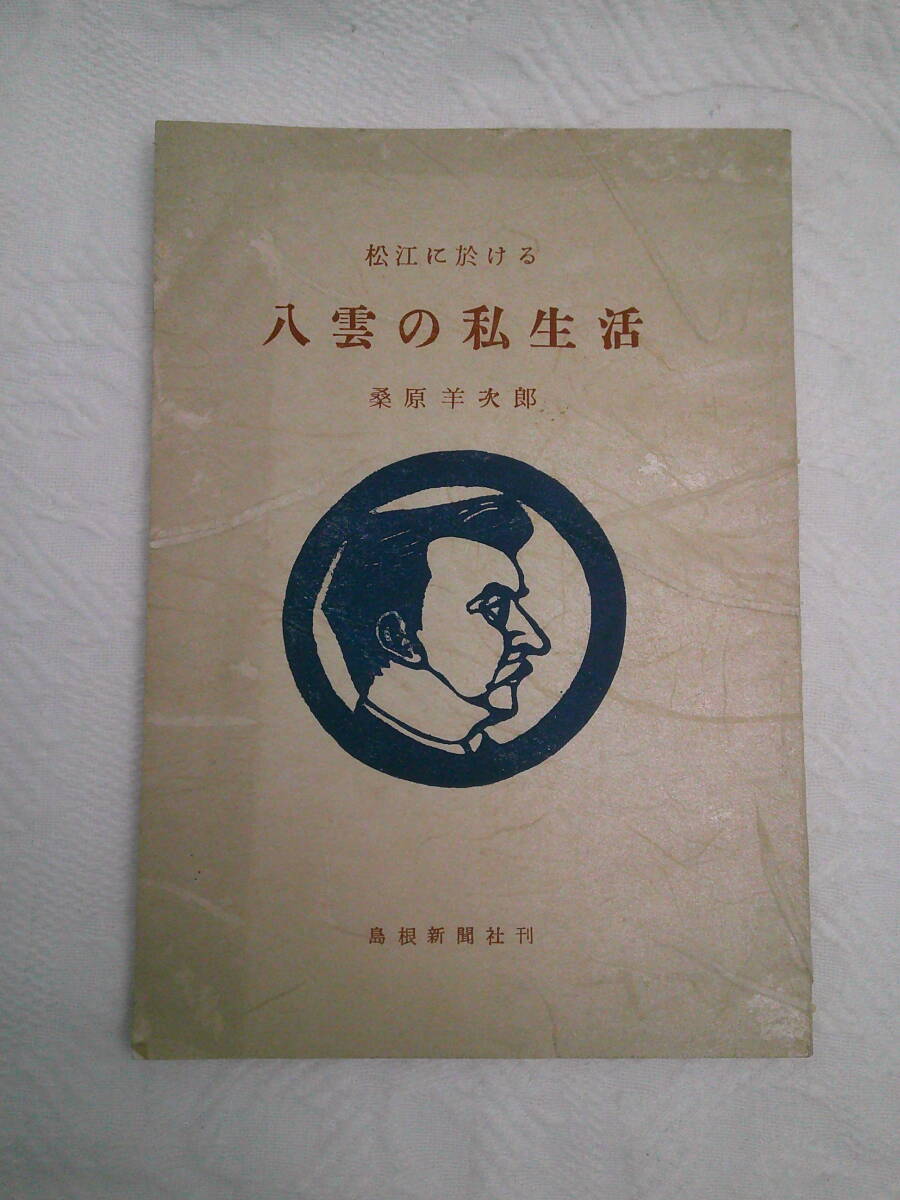 松江に於ける
八雲の私生活
桑原羊次郎
島根新聞社刊